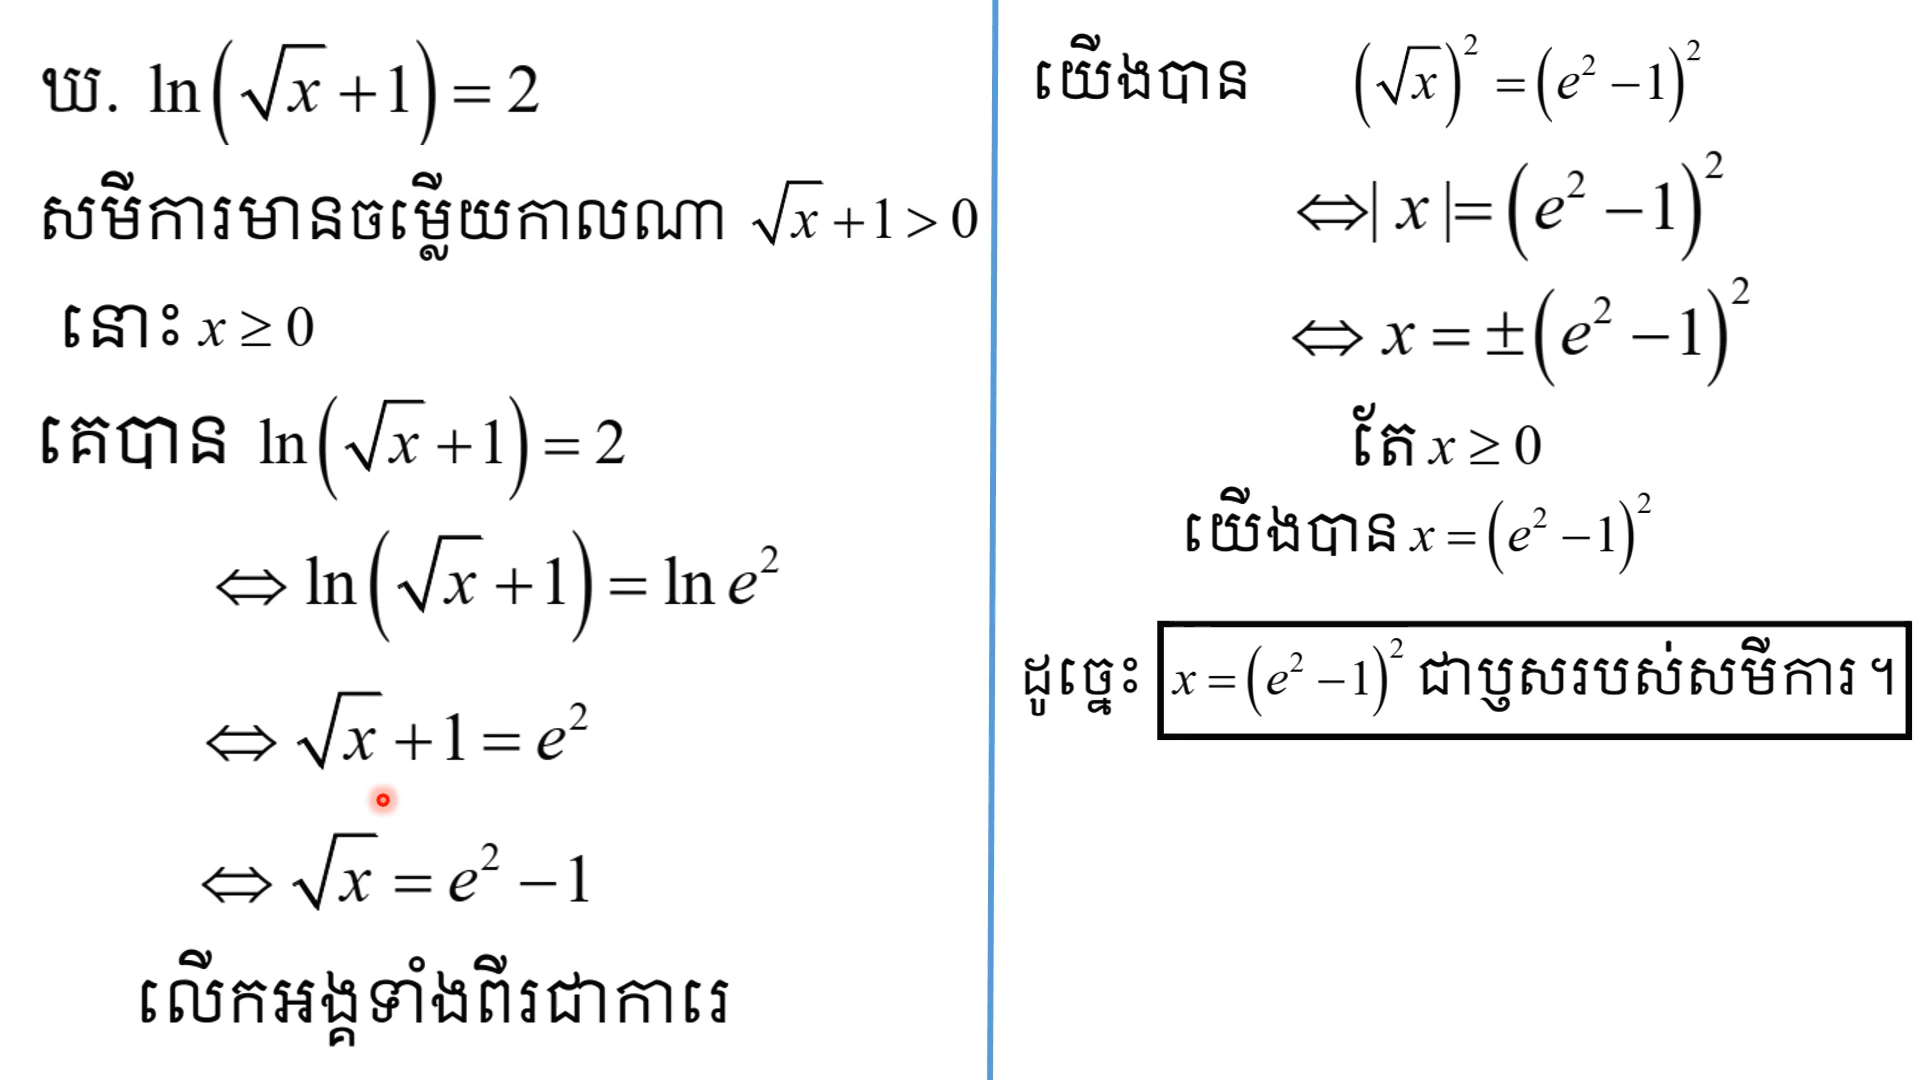 ឃ. ln(√x + 1) = 2
សមីការមានចម្លើយកាលណា √x + 1 > 0
នោះ x ≥ 0
គេបាន ln(√x + 1) = 2
⇔ ln(√x + 1) = ln e²
⇔ √x + 1 = e²
⇔ √x = e² − 1
លើកអង្គទាំងពីរជាការេ
យើងបាន (√x)² = (e² − 1)²
⇔ | x |= (e² − 1)²
⇔ x = ±(e² − 1)²
តែ x ≥ 0
យើងបាន x = (e² − 1)²
ដូច្នេះ x = (e² − 1)² ជាឫសរបស់សមីការ ។